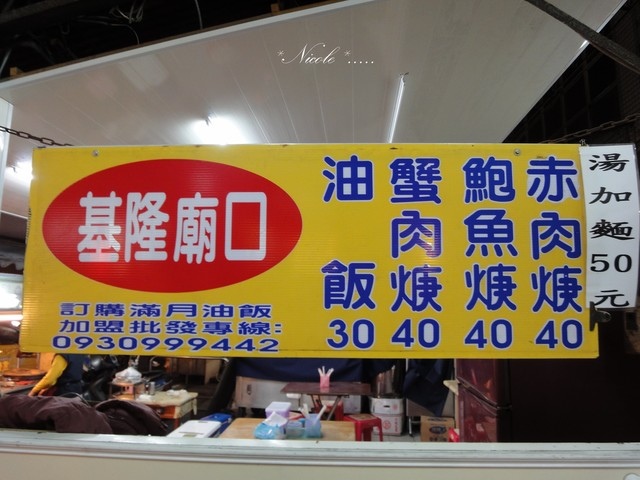 *Nicole*.....
基隆廟口
訂購滿月油飯
加盟批發專線:
0930999442
油飯 30
蟹肉焿 40
鮑魚焿 40
赤肉焿 40
湯加麵50元